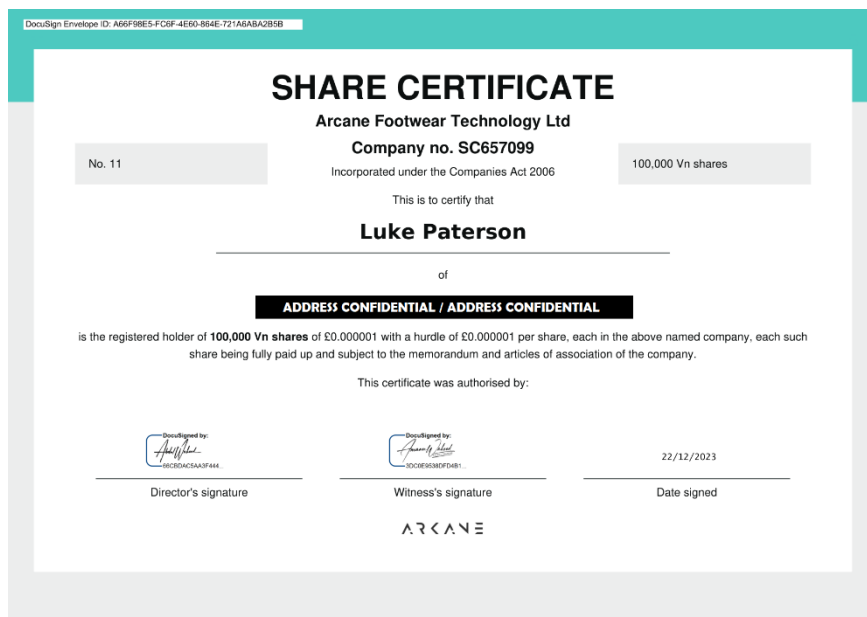 DocuSign Envelope ID: A66F98E5-FC6F-4E60-864E-721A6ABA2B5B
SHARE CERTIFICATE
Arcane Footwear Technology Ltd
Company no. SC657099
No. 11
100,000 Vn shares
Incorporated under the Companies Act 2006
This is to certify that
Luke Paterson
of
ADDRESS CONFIDENTIAL / ADDRESS CONFIDENTIAL
is the registered holder of 100,000 Vn shares of £0.000001 with a hurdle of £0.000001 per share, each in the above named company, each such
share being fully paid up and subject to the memorandum and articles of association of the company.
This certificate was authorised by:
DocuSigned by:
66CBDAC5AA3F444...
DocuSigned by:
3DC0E9538DFD4B1...
22/12/2023
Director's signature
Witness's signature
Date signed
ARKANE